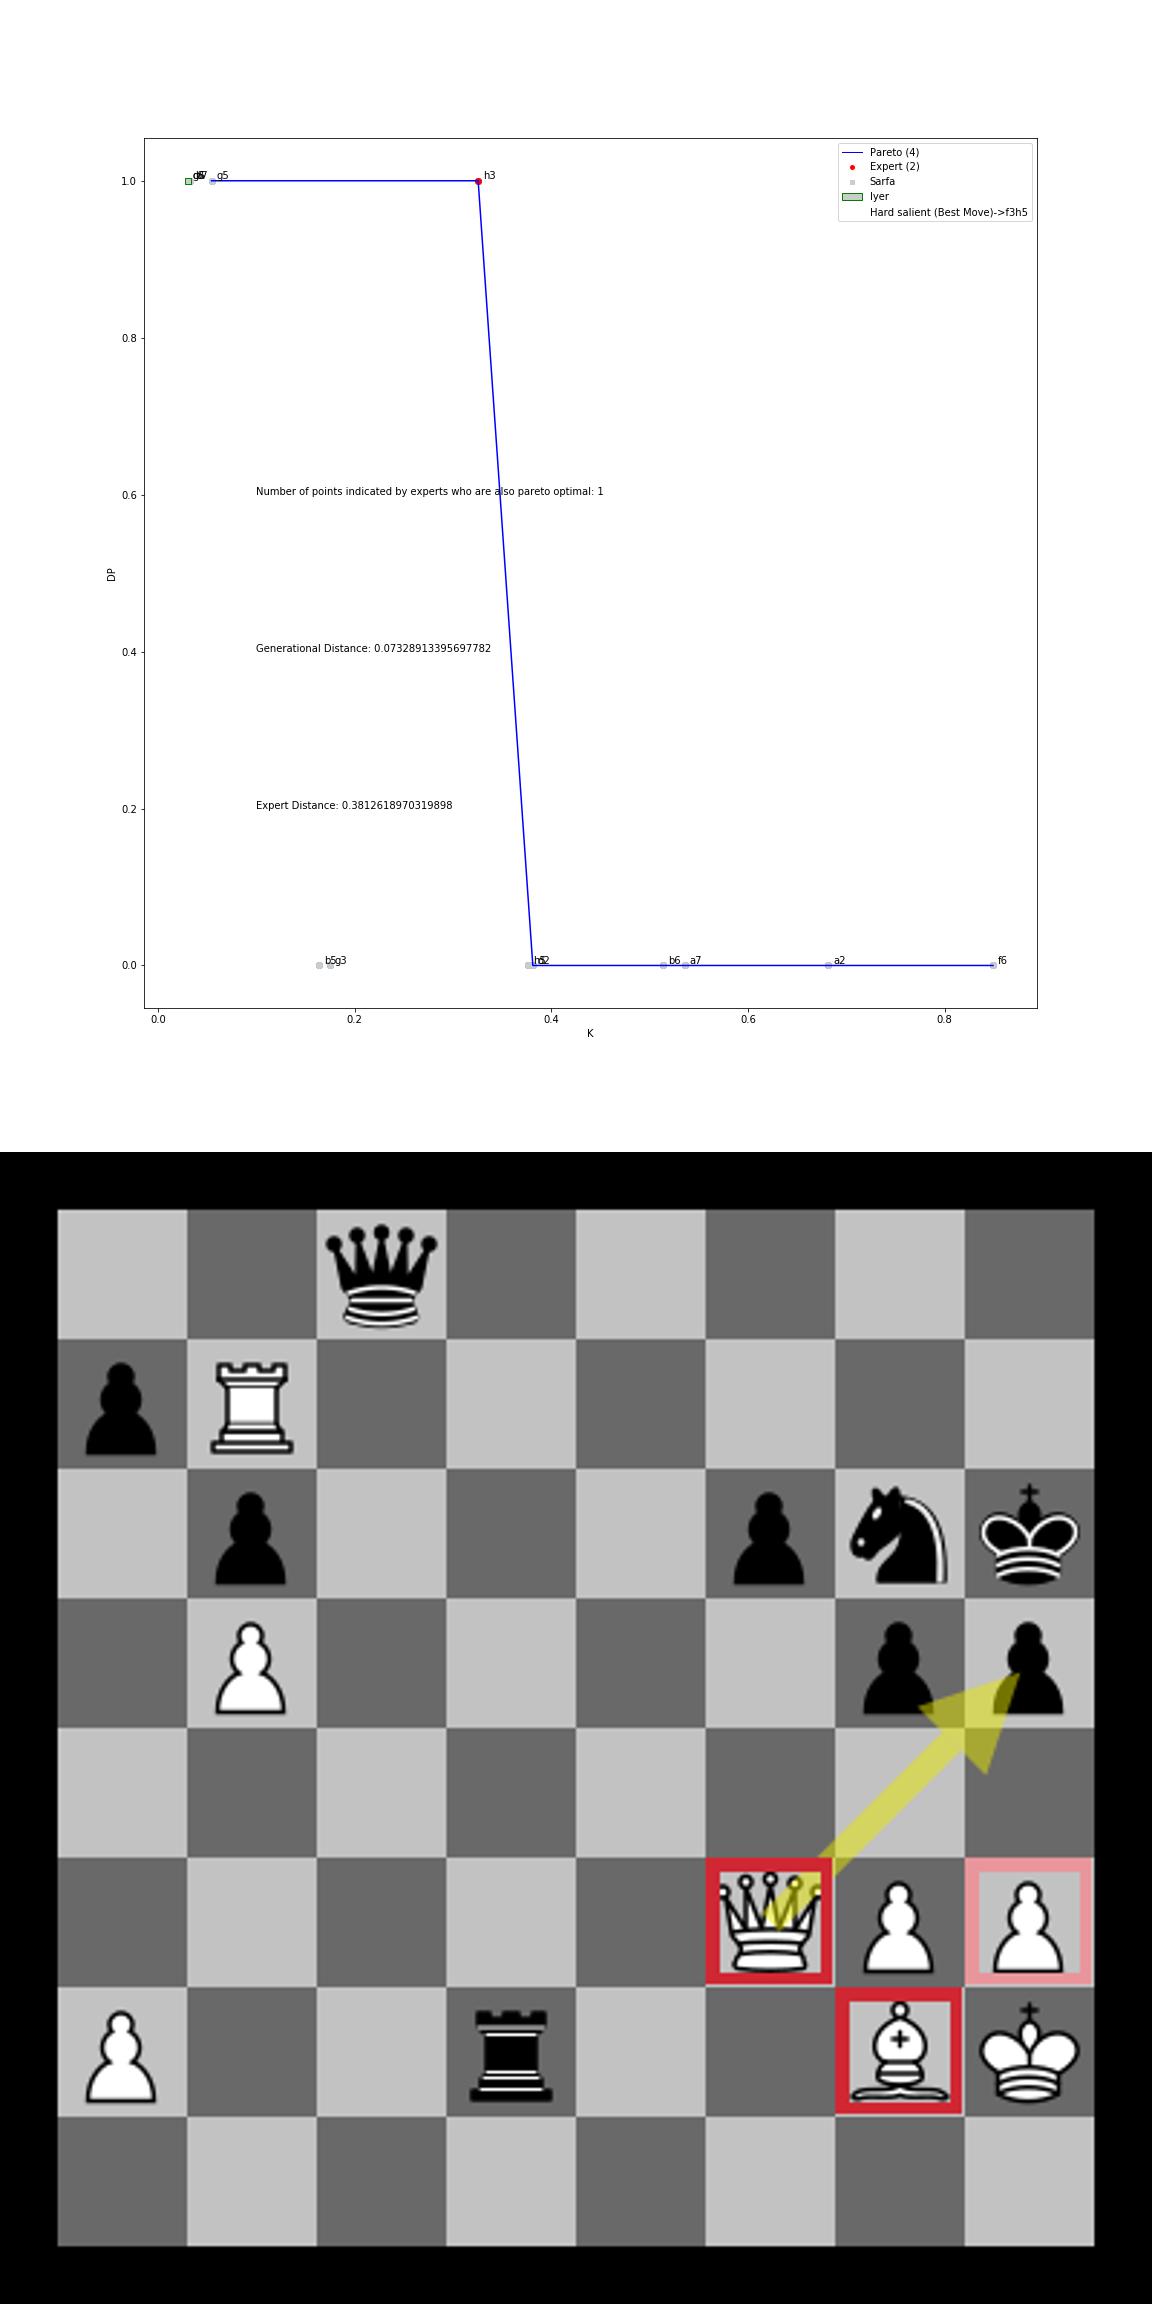 Pareto (4)
Expert (2)
Sarfa
Iyer
Hard salient (Best Move)->f3h5
1.0
g5
h3
0.8
Number of points indicated by experts who are also pareto optimal: 1
0.6
DP
Generational Distance: 0.07328913395697782
0.4
Expert Distance: 0.3812618970319898
0.2
b5
g3
b6
a7
a2
f6
0.0
0.0
0.2
0.4
0.6
0.8
K